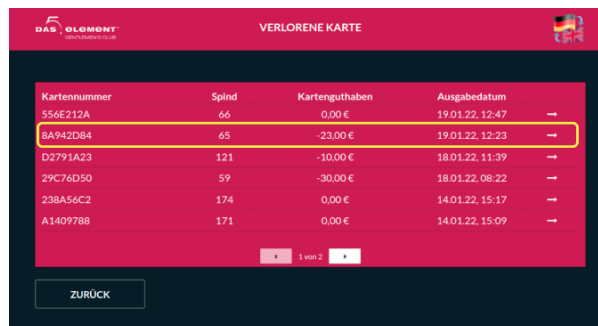 DAS ELEMENT
GENTLEMEN'S CLUB
VERLORENE KARTE
Kartennummer Spind Kartenguthaben Ausgabedatum
556E212A 66 0,00 € 19.01.22, 12:47 →
8A942D84 65 -23,00 € 19.01.22, 12:23 →
D2791A23 121 -10,00 € 18.01.22, 11:39 →
29C76D50 59 -30,00 € 18.01.22, 08:22 →
238A56C2 174 0,00 € 14.01.22, 15:17 →
A1409788 171 0,00 € 14.01.22, 15:09 →
1 von 2
ZURÜCK